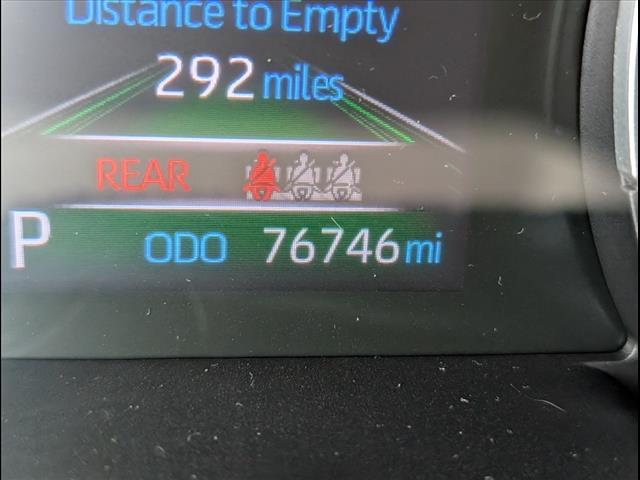 Distance to Empty
292 miles
REAR
P ODO 76746 mi